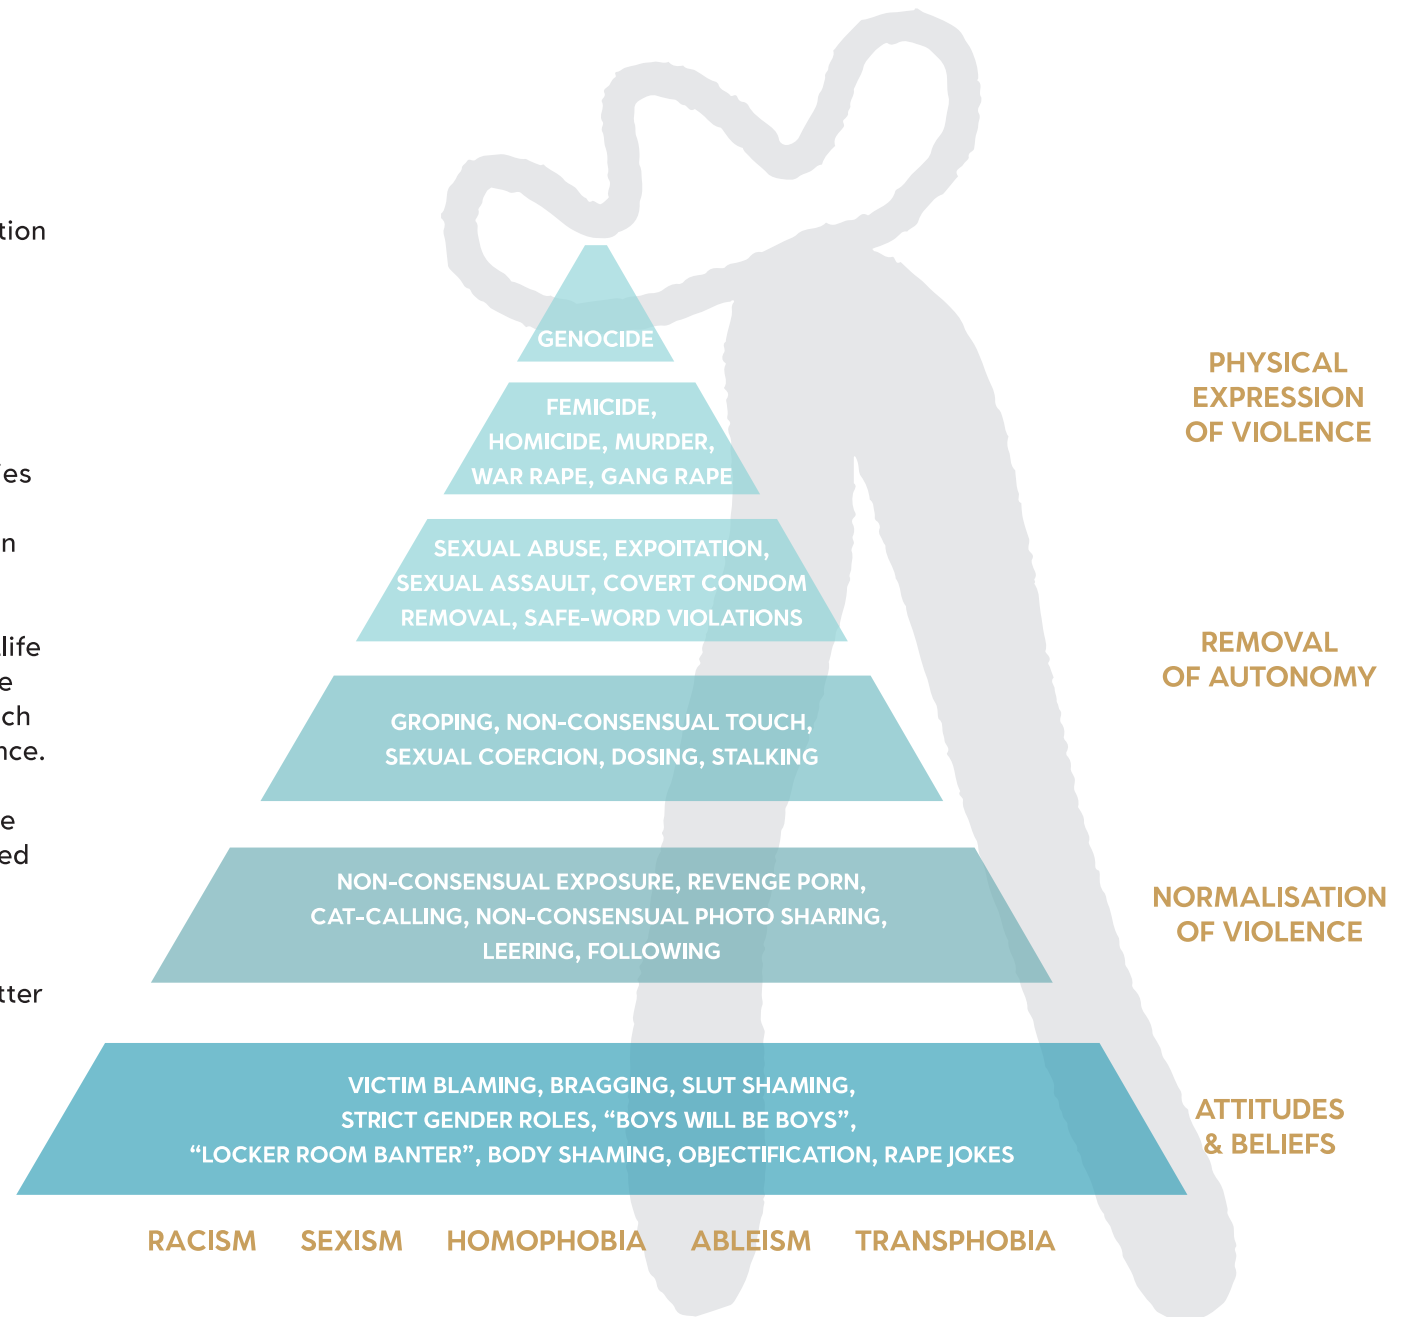 tion
es
n
life
e
ch
nce.
e
ed
tter
GENOCIDE
FEMICIDE,
HOMICIDE, MURDER,
WAR RAPE, GANG RAPE
PHYSICAL
EXPRESSION
OF VIOLENCE
SEXUAL ABUSE, EXPOITATION,
SEXUAL ASSAULT, COVERT CONDOM
REMOVAL, SAFE-WORD VIOLATIONS
REMOVAL
OF AUTONOMY
GROPING, NON-CONSENSUAL TOUCH,
SEXUAL COERCION, DOSING, STALKING
NON-CONSENSUAL EXPOSURE, REVENGE PORN,
CAT-CALLING, NON-CONSENSUAL PHOTO SHARING,
LEERING, FOLLOWING
NORMALISATION
OF VIOLENCE
VICTIM BLAMING, BRAGGING, SLUT SHAMING,
STRICT GENDER ROLES, “BOYS WILL BE BOYS”,
“LOCKER ROOM BANTER”, BODY SHAMING, OBJECTIFICATION, RAPE JOKES
ATTITUDES
& BELIEFS
RACISM SEXISM HOMOPHOBIA ABLEISM TRANSPHOBIA